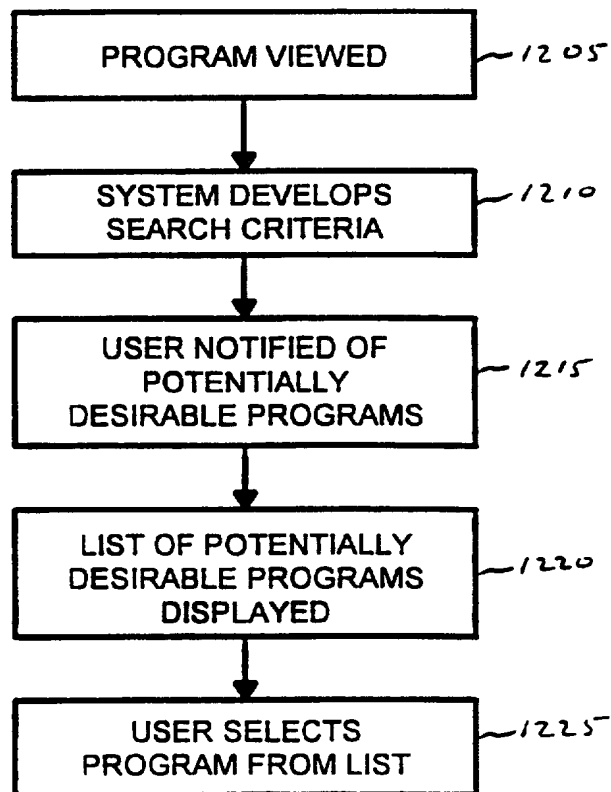 PROGRAM VIEWED
1205
SYSTEM DEVELOPS
SEARCH CRITERIA
1210
USER NOTIFIED OF
POTENTIALLY
DESIRABLE PROGRAMS
1215
LIST OF POTENTIALLY
DESIRABLE PROGRAMS
DISPLAYED
1220
USER SELECTS
PROGRAM FROM LIST
1225